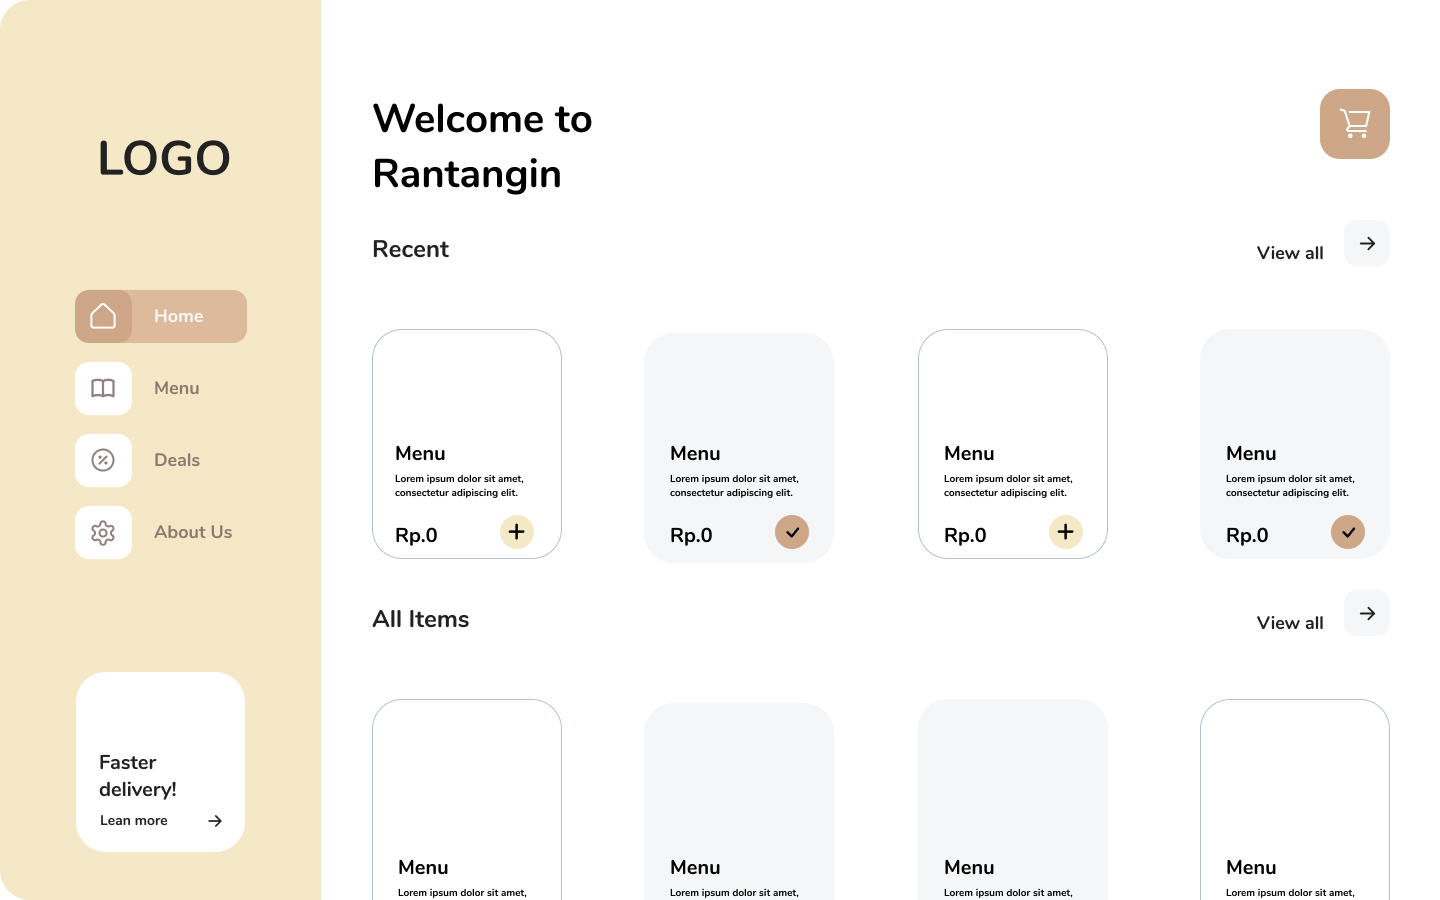 LOGO
Home
Menu
Deals
About Us
Faster
delivery!
Lean more
Welcome to
Rantangin
Recent
View all
Menu
Lorem ipsum dolor sit amet,
consectetur adipiscing elit.
Rp.0
Menu
Lorem ipsum dolor sit amet,
consectetur adipiscing elit.
Rp.0
Menu
Lorem ipsum dolor sit amet,
consectetur adipiscing elit.
Rp.0
Menu
Lorem ipsum dolor sit amet,
consectetur adipiscing elit.
Rp.0
All Items
View all
Menu
Lorem ipsum dolor sit amet,
Menu
Lorem ipsum dolor sit amet,
Menu
Lorem ipsum dolor sit amet,
Menu
Lorem ipsum dolor sit amet,